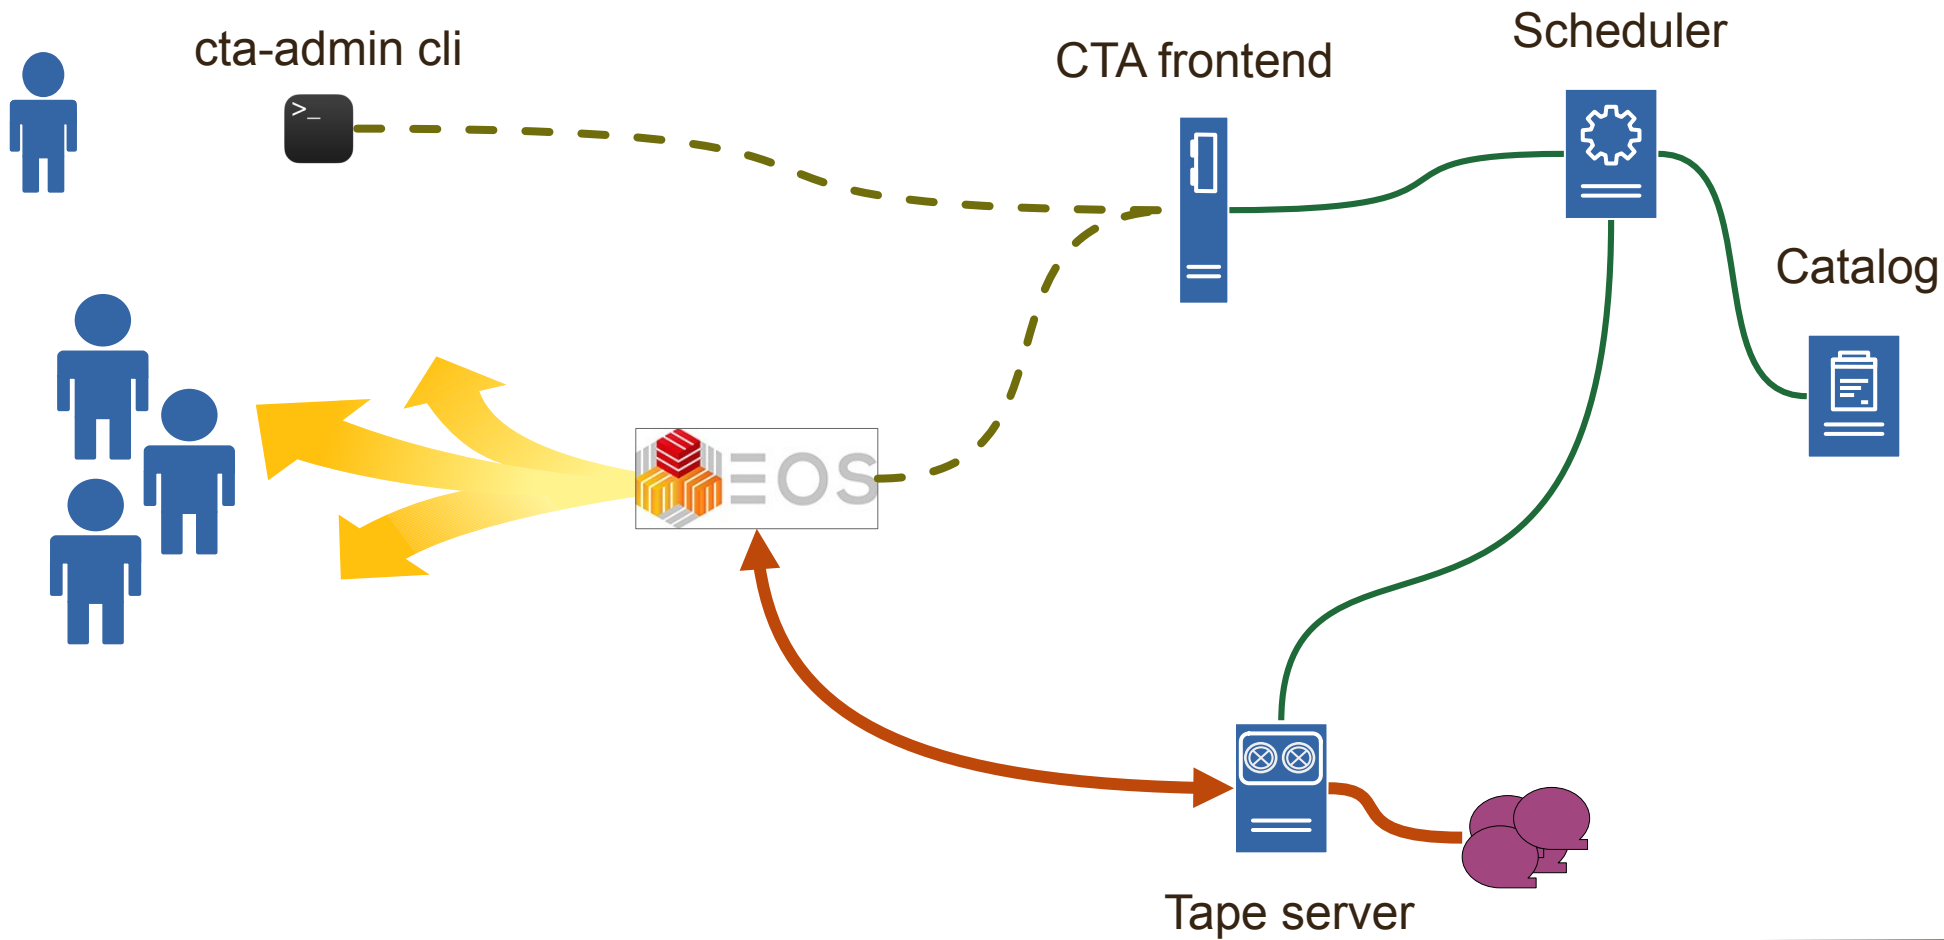 cta-admin cli
CTA frontend
Scheduler
>_
Catalog
EOS
Tape server